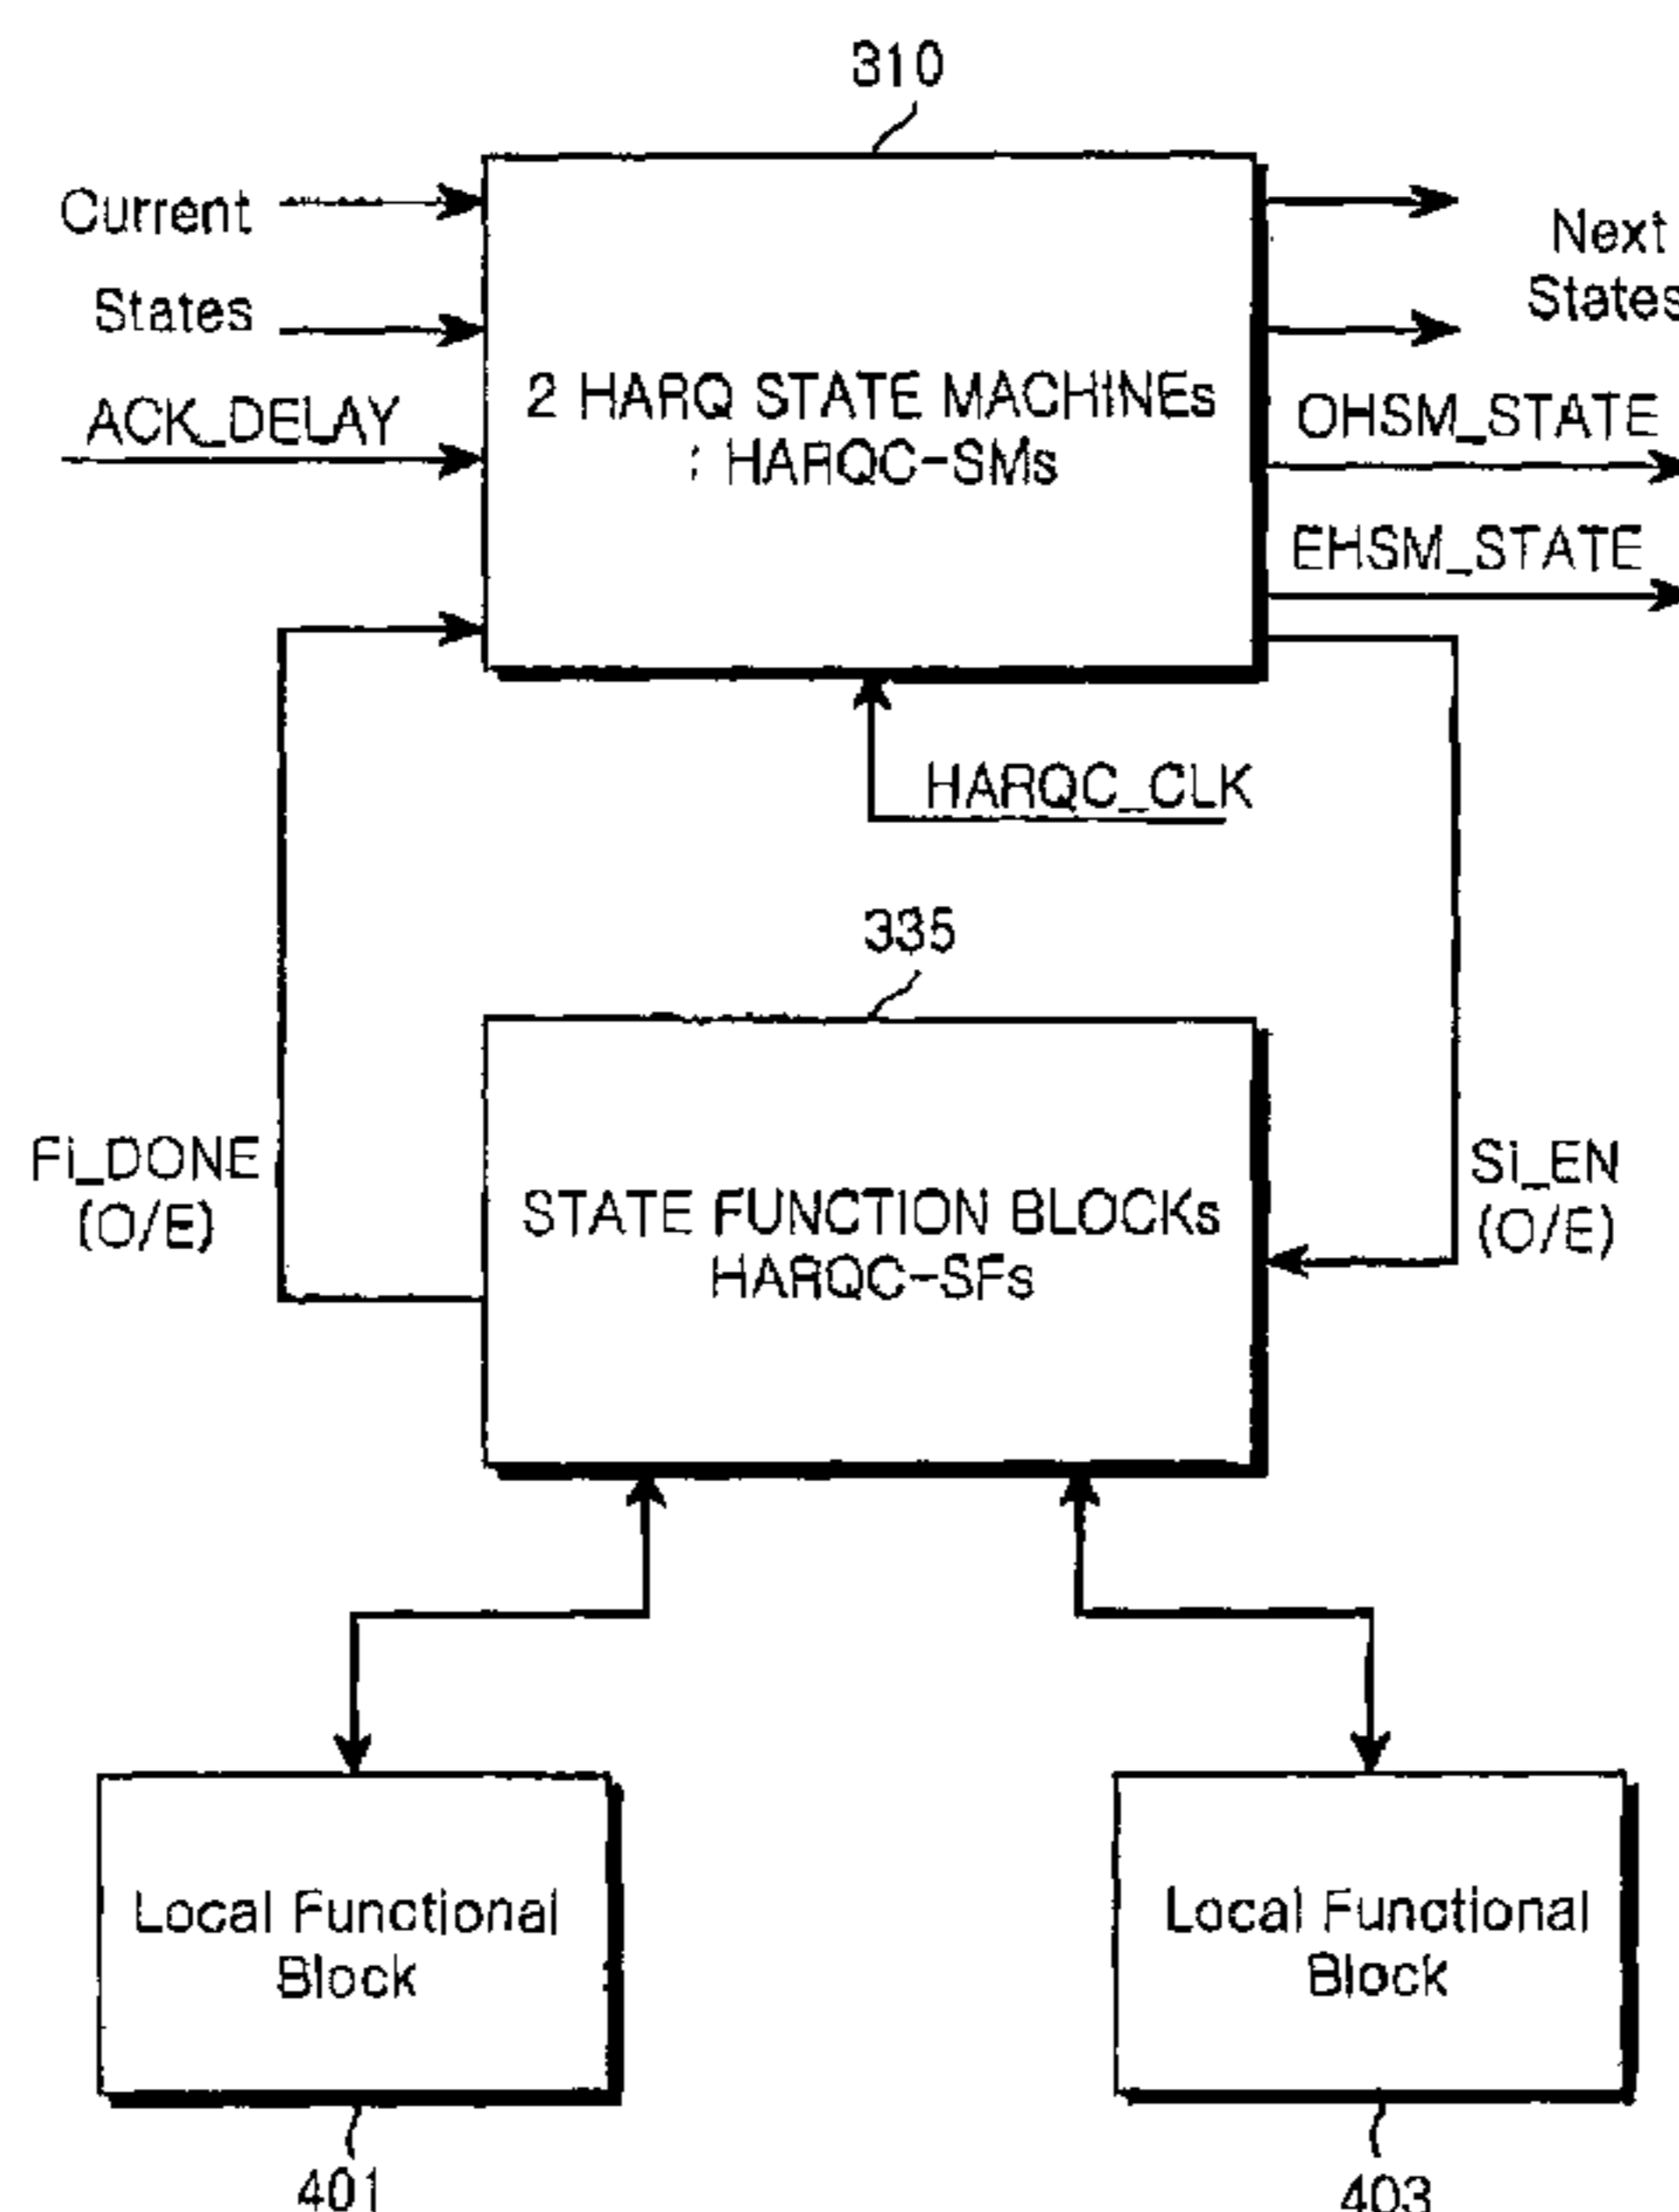 310
Current
States
ACK_DELAY
2 HARQ STATE MACHINEs
: HARQC-SMs
Next
States
OHSM_STATE
EHSM_STATE
HARQC_CLK
335
Fi_DONE
(O/E)
STATE FUNCTION BLOCKs
HARQC-SFs
Si_EN
(O/E)
Local Functional
Block
Local Functional
Block
401
403